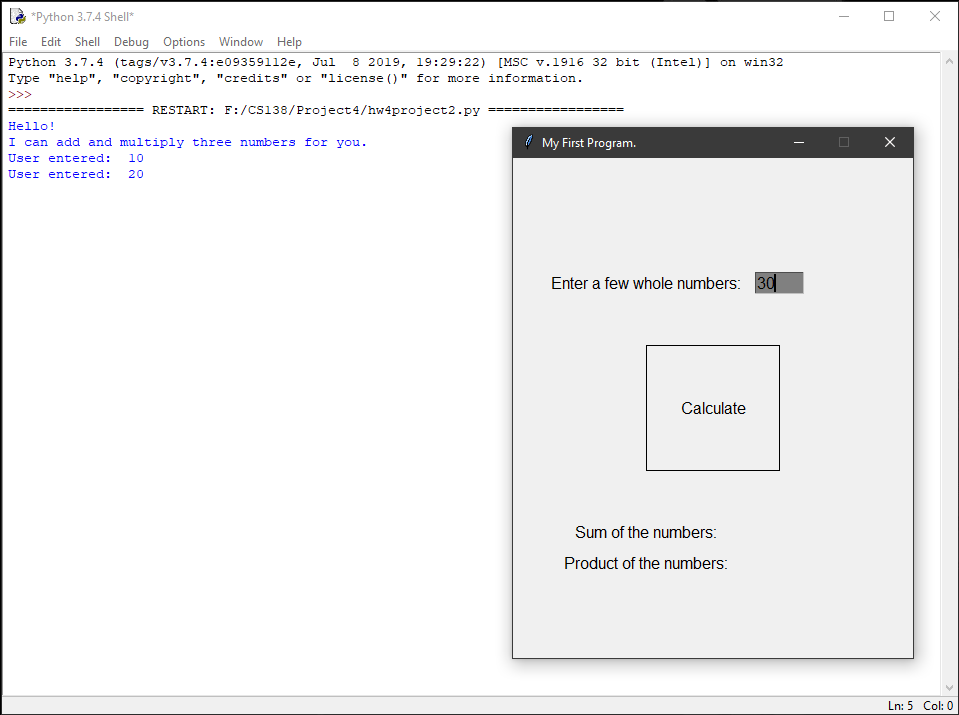 *Python 3.7.4 Shell*
File Edit Shell Debug Options Window Help
Python 3.7.4 (tags/v3.7.4:e09359112e, Jul  8 2019, 19:29:22) [MSC v.1916 32 bit (Intel)] on win32
Type "help", "copyright", "credits" or "license()" for more information.
>>>
================= RESTART: F:/CS138/Project4/hw4project2.py =================
Hello!
I can add and multiply three numbers for you.
User entered:  10
User entered:  20
My First Program.
Enter a few whole numbers: 30
Calculate
Sum of the numbers:
Product of the numbers:
Ln: 5 Col: 0